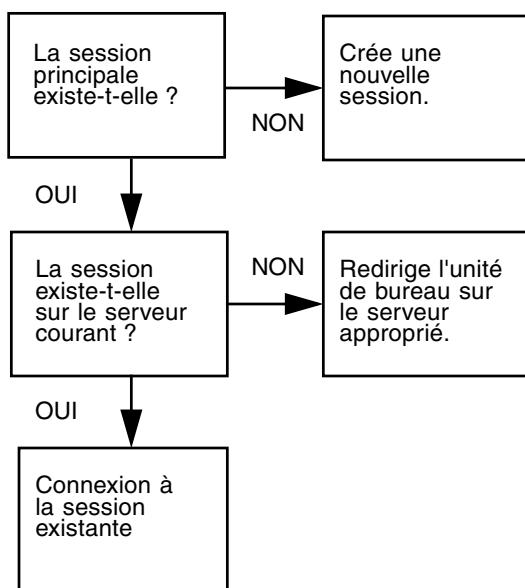 La session
principale
existe-t-elle ?
NON
Crée une
nouvelle
session.
OUI
La session
existe-t-elle
sur le serveur
courant ?
NON
Redirige l'unité
de bureau sur
le serveur
approprié.
OUI
Connexion à
la session
existante